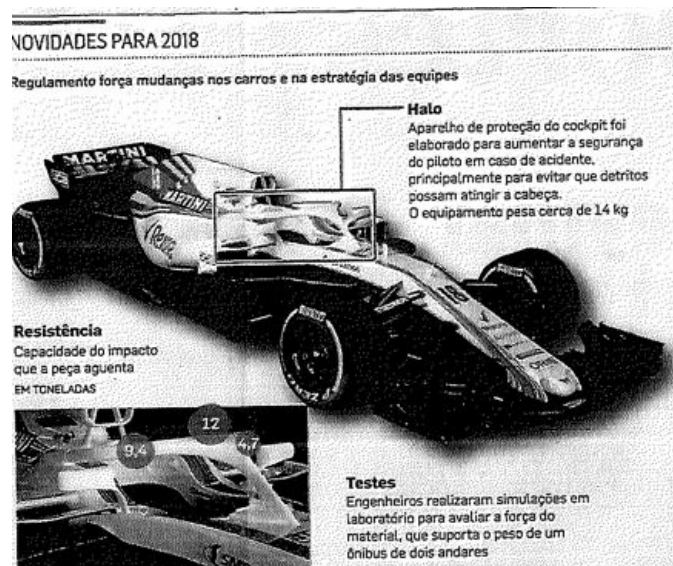 NOVIDADES PARA 2018
Regulamento força mudanças nos carros e na estratégia das equipes
Halo
Aparelho de proteção do cockpit foi
elaborado para aumentar a segurança
do piloto em caso de acidente,
principalmente para evitar que detritos
possam atingir a cabeça.
O equipamento pesa cerca de 14 kg
MARTINI
MARTINI
Rexona
Resistência
Capacidade do impacto
que a peça aguenta
EM TONELADAS
12
9,4
4,7
Testes
Engenheiros realizaram simulações em
laboratório para avaliar a força do
material, que suporta o peso de um
ônibus de dois andares